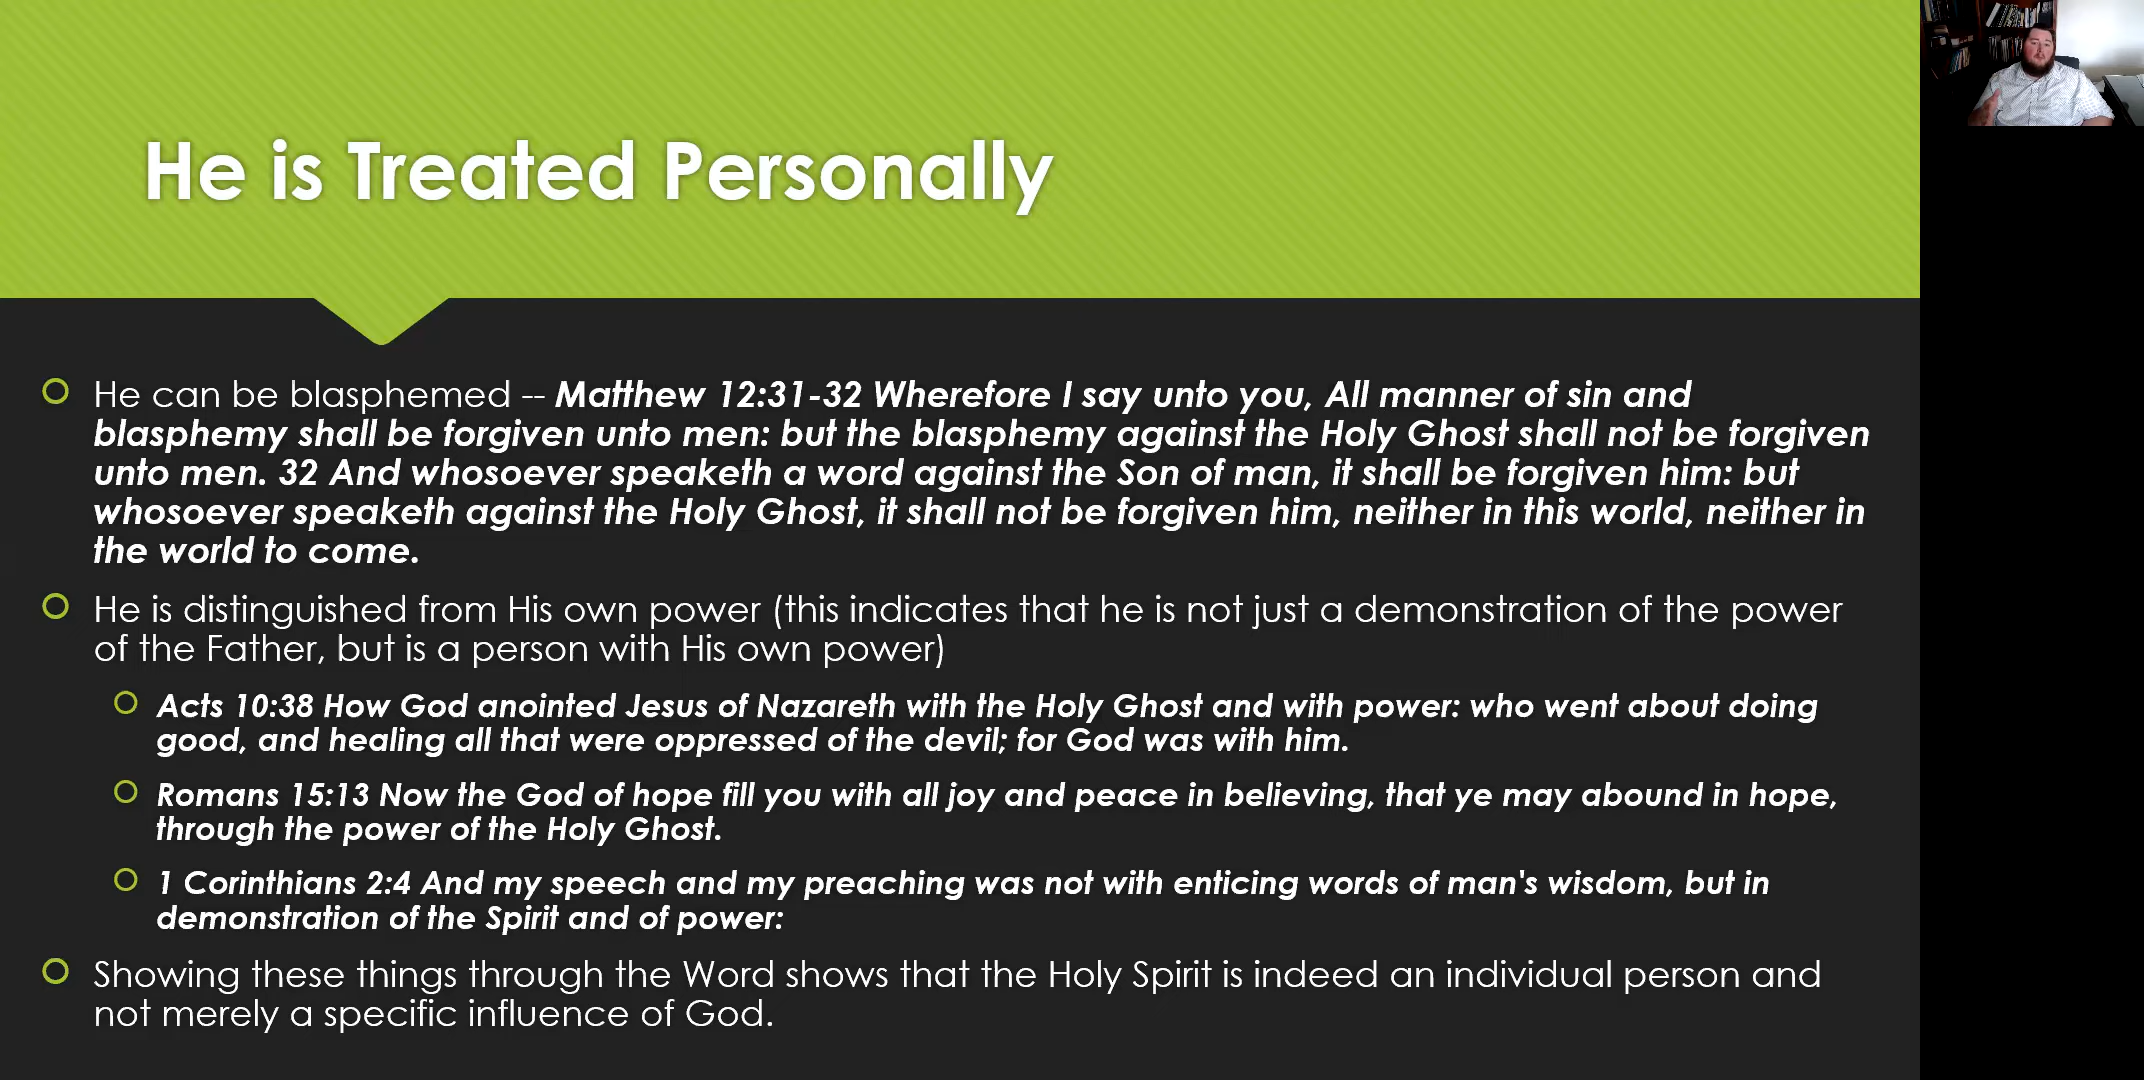 He is Treated Personally
He can be blasphemed -- Matthew 12:31-32 Wherefore I say unto you, All manner of sin and
blasphemy shall be forgiven unto men: but the blasphemy against the Holy Ghost shall not be forgiven
unto men. 32 And whosoever speaketh a word against the Son of man, it shall be forgiven him: but
whosoever speaketh against the Holy Ghost, it shall not be forgiven him, neither in this world, neither in
the world to come.
He is distinguished from His own power (this indicates that he is not just a demonstration of the power
of the Father, but is a person with His own power)
Acts 10:38 How God anointed Jesus of Nazareth with the Holy Ghost and with power: who went about doing
good, and healing all that were oppressed of the devil; for God was with him.
Romans 15:13 Now the God of hope fill you with all joy and peace in believing, that ye may abound in hope,
through the power of the Holy Ghost.
1 Corinthians 2:4 And my speech and my preaching was not with enticing words of man's wisdom, but in
demonstration of the Spirit and of power:
Showing these things through the Word shows that the Holy Spirit is indeed an individual person and
not merely a specific influence of God.